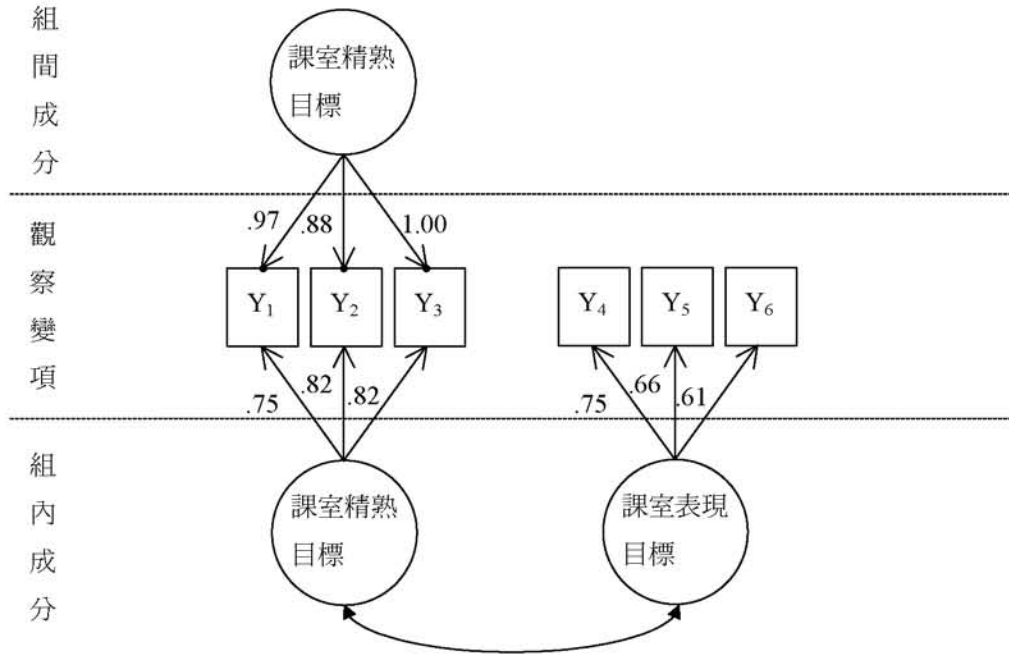 組間成分
課室精熟
目標
.97
.88
1.00
觀察變項
Y₁
Y₂
Y₃
Y₄
Y₅
Y₆
.75
.82
.82
.75
.66
.61
組內成分
課室精熟
目標
課室表現
目標